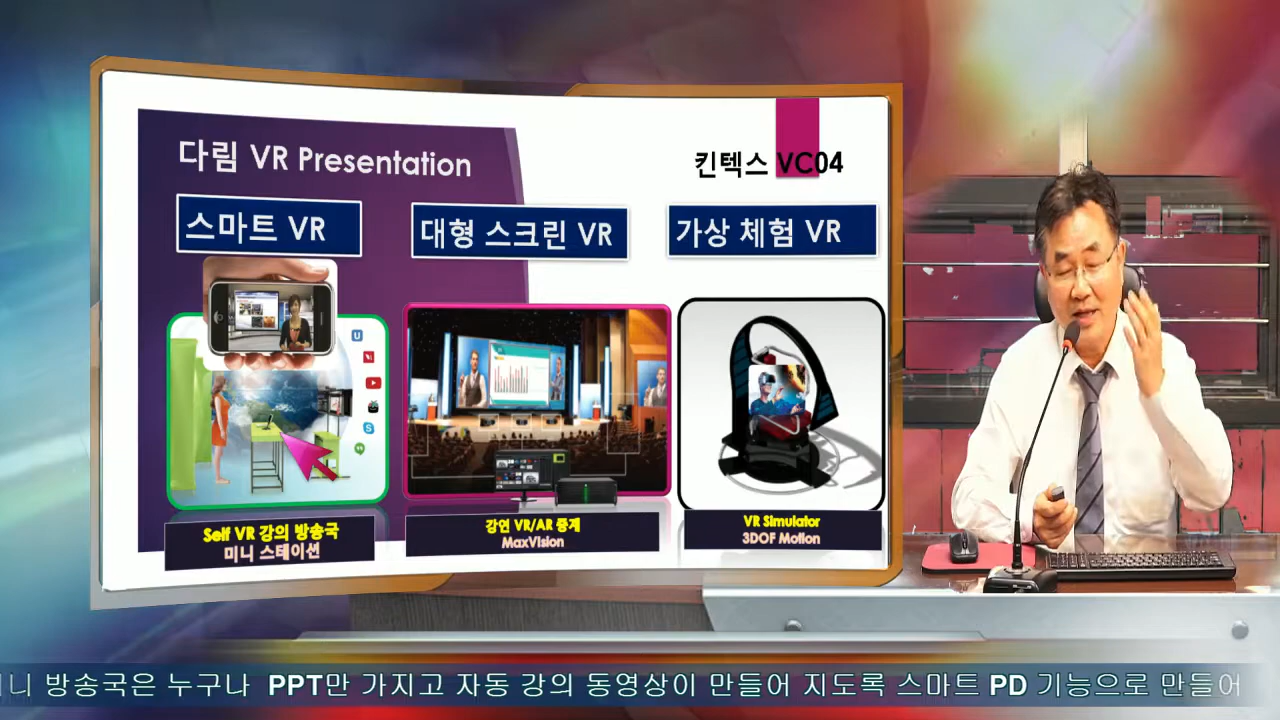 다림 VR Presentation
킨텍스 VC04
스마트 VR
대형 스크린 VR
가상 체험 VR
Self VR 강의 방송국
미니 스테이션
강연 VR/AR 중계
MaxVision
VR Simulator
3DOF Motion
니 방송국은 누구나 PPT만 가지고 자동 강의 동영상이 만들어 지도록 스마트 PD 기능으로 만들어